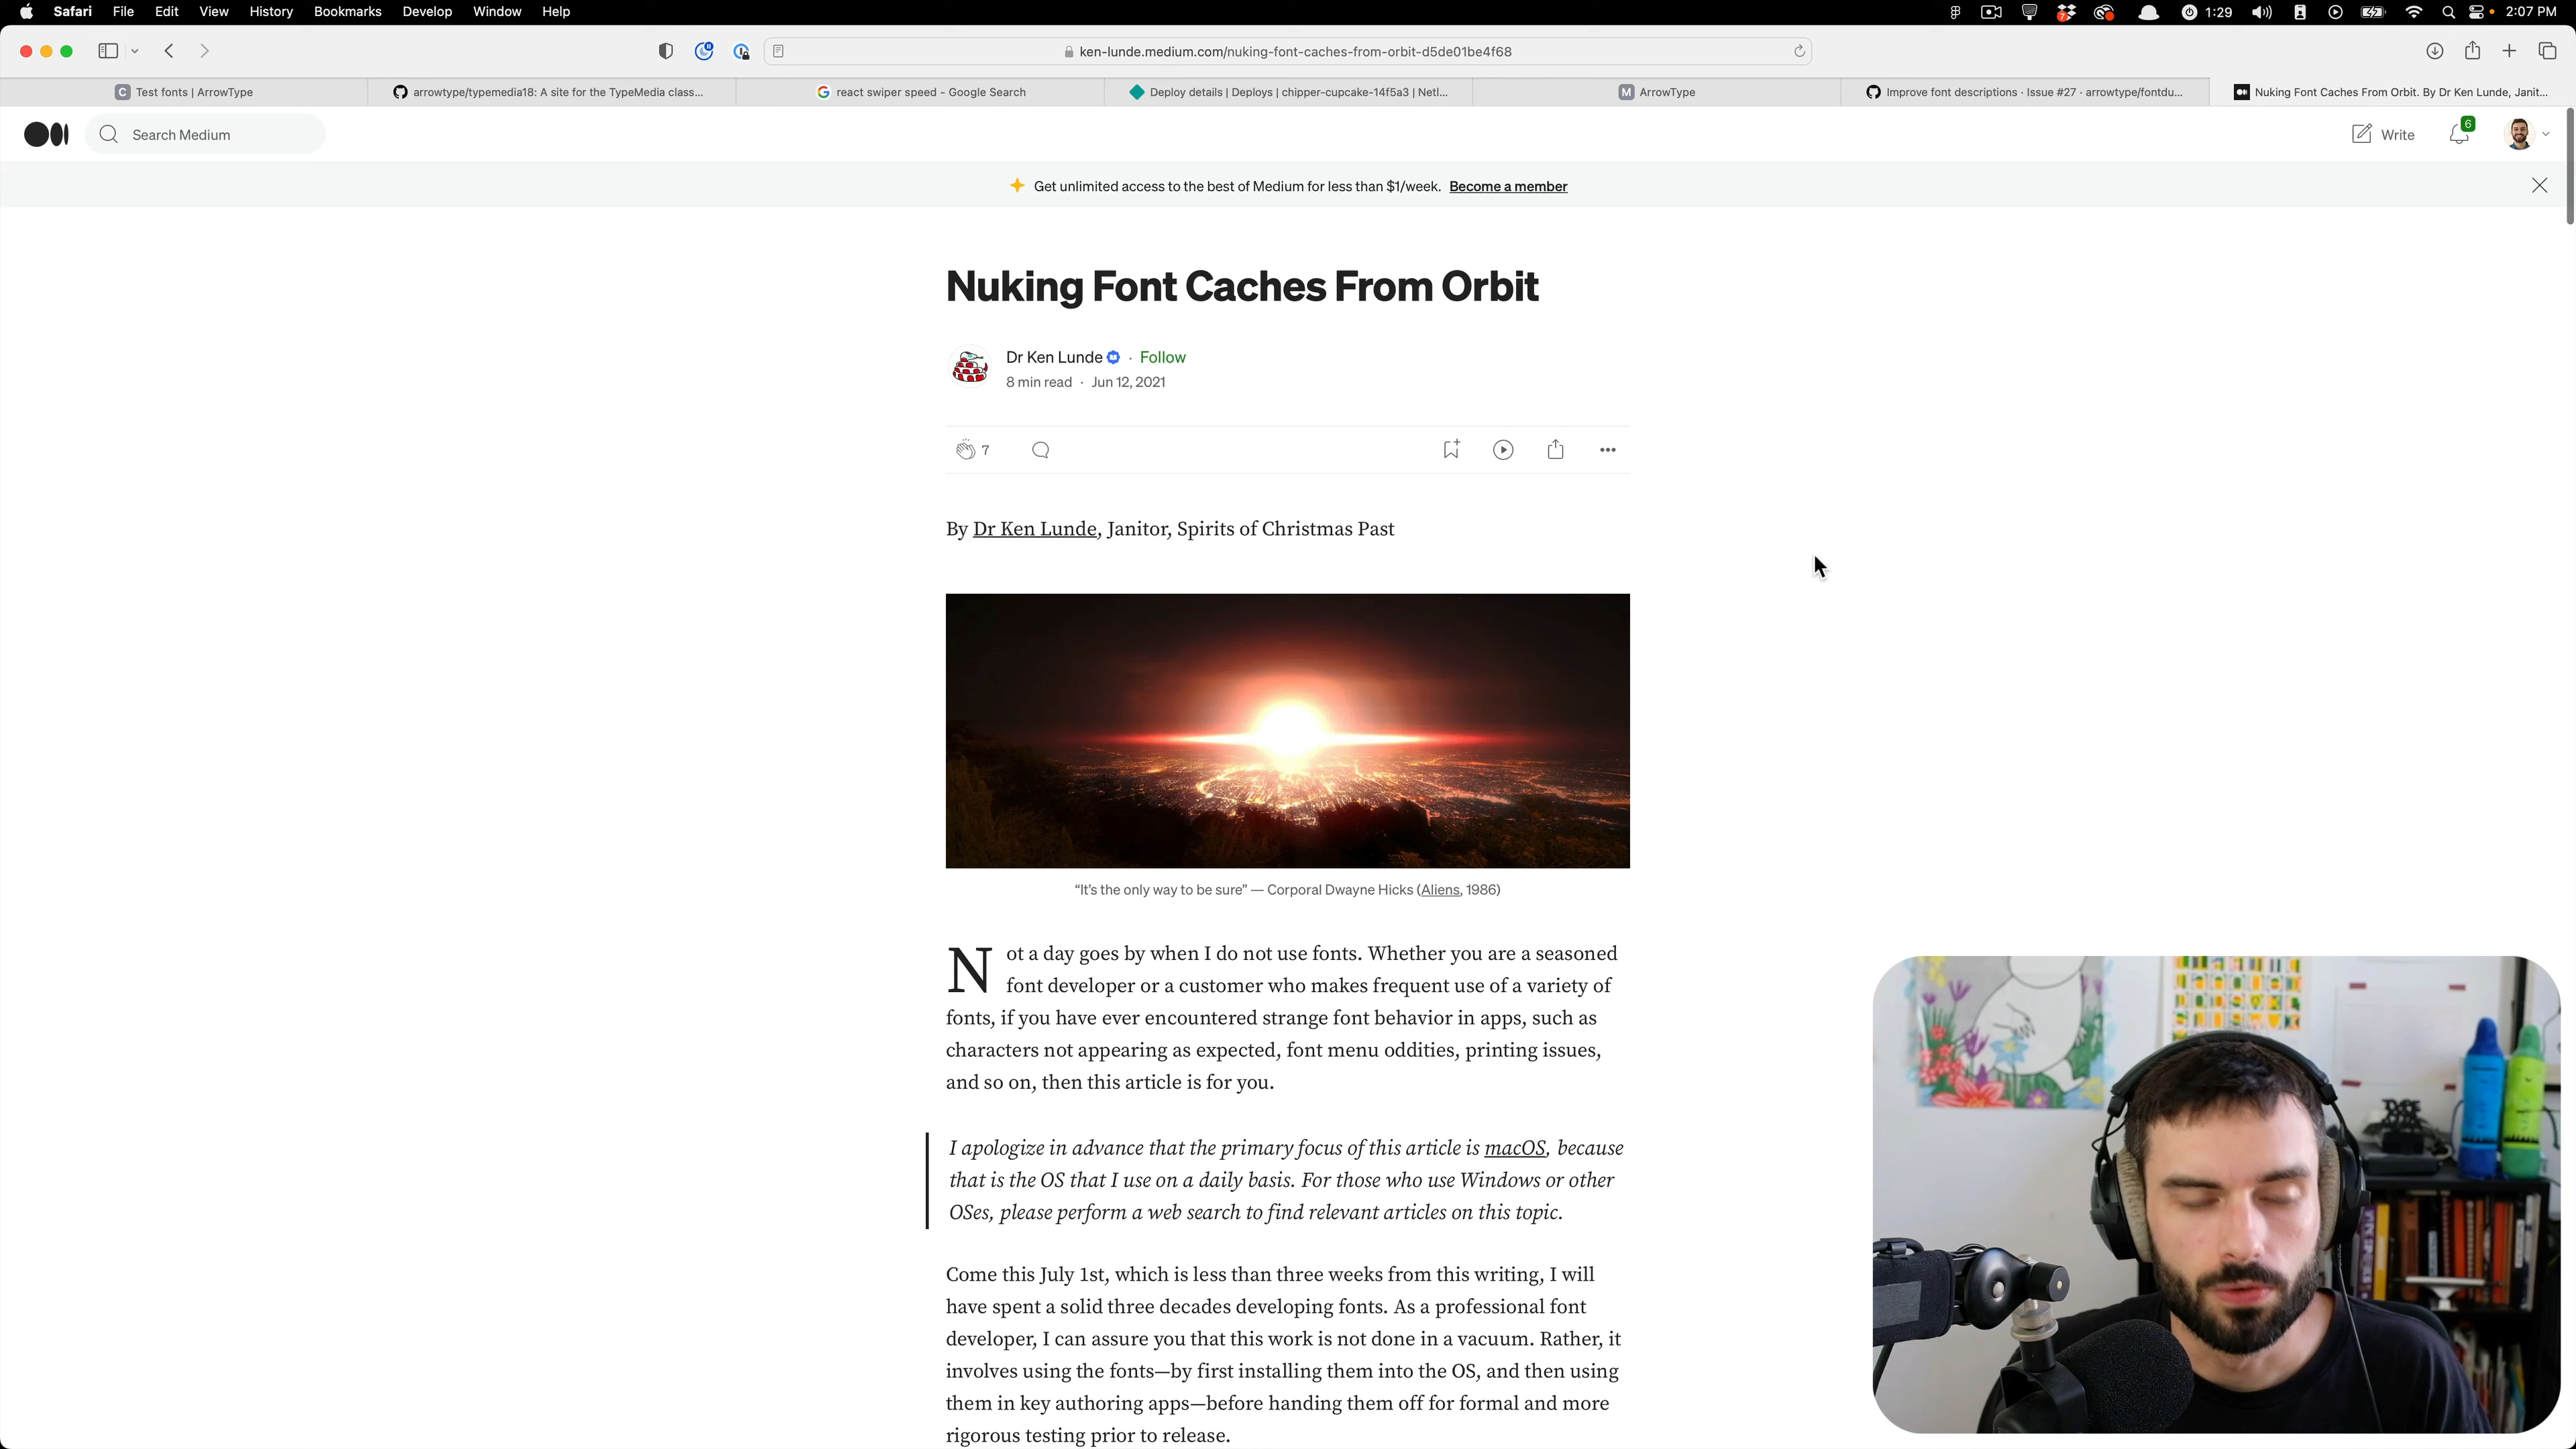 Safari File Edit View History Bookmarks Develop Window Help
7 1:29 2:07 PM
ken-lunde.medium.com/nuking-font-caches-from-orbit-d5de01be4f68
C Test fonts | ArrowType
arrowtype/typemedia18: A site for the TypeMedia class...
G react swiper speed - Google Search
Deploy details | Deploys | chipper-cupcake-14f5a3 | Netl...
M ArrowType
Improve font descriptions · Issue #27 · arrowtype/fontdu...
Nuking Font Caches From Orbit. By Dr Ken Lunde, Janit...
Search Medium
Write
6
Get unlimited access to the best of Medium for less than $1/week. Become a member
Nuking Font Caches From Orbit
Dr Ken Lunde · Follow
8 min read · Jun 12, 2021
7
By Dr Ken Lunde, Janitor, Spirits of Christmas Past
“It’s the only way to be sure” — Corporal Dwayne Hicks (Aliens, 1986)
Not a day goes by when I do not use fonts. Whether you are a seasoned
font developer or a customer who makes frequent use of a variety of
fonts, if you have ever encountered strange font behavior in apps, such as
characters not appearing as expected, font menu oddities, printing issues,
and so on, then this article is for you.
I apologize in advance that the primary focus of this article is macOS, because
that is the OS that I use on a daily basis. For those who use Windows or other
OSes, please perform a web search to find relevant articles on this topic.
Come this July 1st, which is less than three weeks from this writing, I will
have spent a solid three decades developing fonts. As a professional font
developer, I can assure you that this work is not done in a vacuum. Rather, it
involves using the fonts—by first installing them into the OS, and then using
them in key authoring apps—before handing them off for formal and more
rigorous testing prior to release.